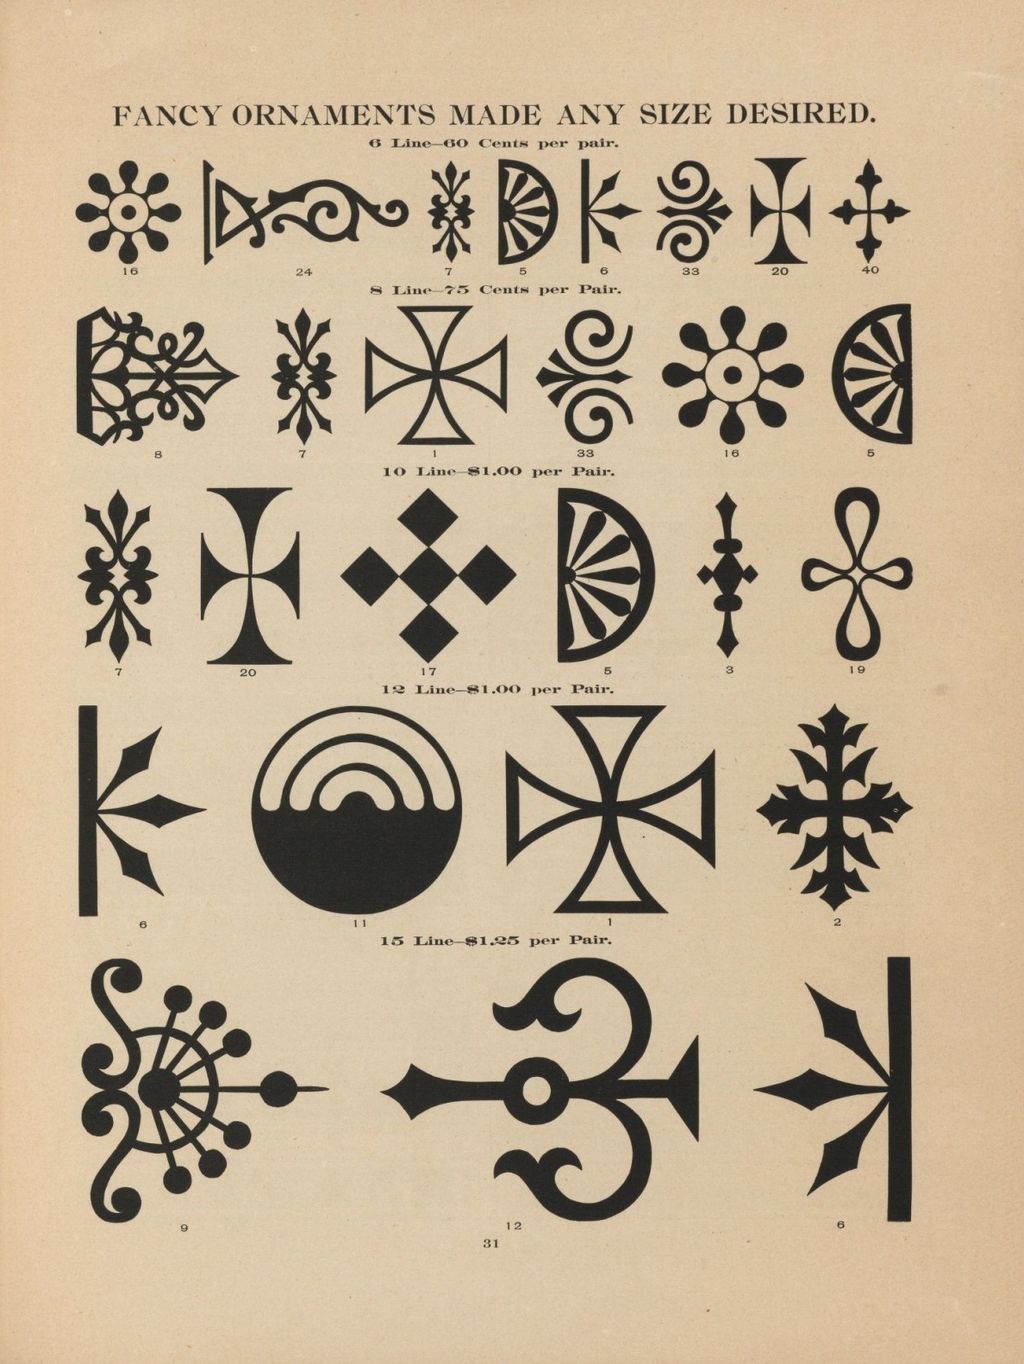 FANCY ORNAMENTS MADE ANY SIZE DESIRED.
6 Line—60 Cents per pair.
16 24 7 5 6 33 20 40
8 Line—75 Cents per Pair.
8 7 1 33 16 5
10 Line—$1.00 per Pair.
7 20 17 5 3 19
12 Line—$1.00 per Pair.
6 11 1 2
15 Line—$1.25 per Pair.
9 12 6
31